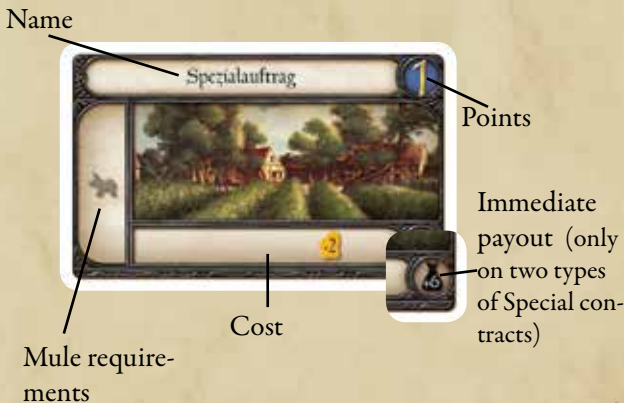 Name
Spezialauftrag
1
Points
Immediate
payout (only
on two types
of Special con-
tracts)
Cost
Mule require-
ments